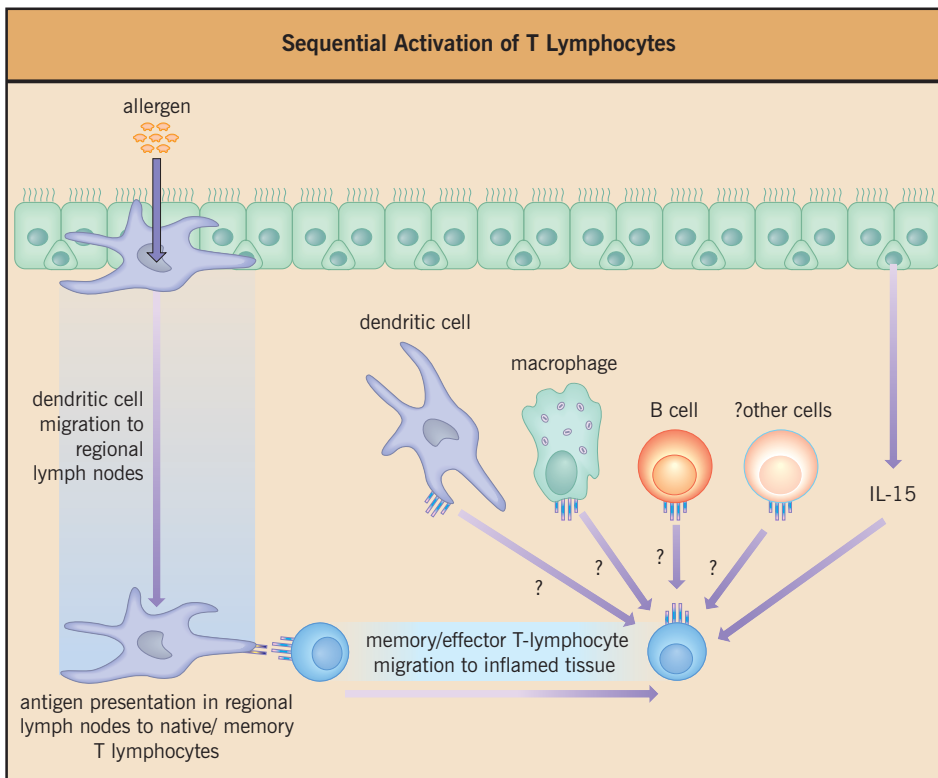 Sequential Activation of T Lymphocytes
allergen
dendritic cell
migration to
regional
lymph nodes
dendritic cell
macrophage
B cell
?other cells
IL-15
?
?
?
?
memory/effector T-lymphocyte
migration to inflamed tissue
antigen presentation in regional
lymph nodes to native/ memory
T lymphocytes